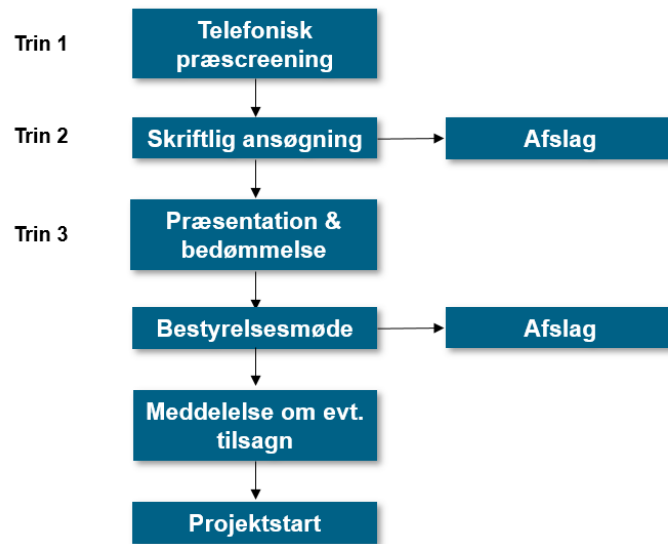 Trin 1
Telefonisk
præscreening
Trin 2
Skriftlig ansøgning
Afslag
Trin 3
Præsentation &
bedømmelse
Bestyrelsesmøde
Afslag
Meddelelse om evt.
tilsagn
Projektstart